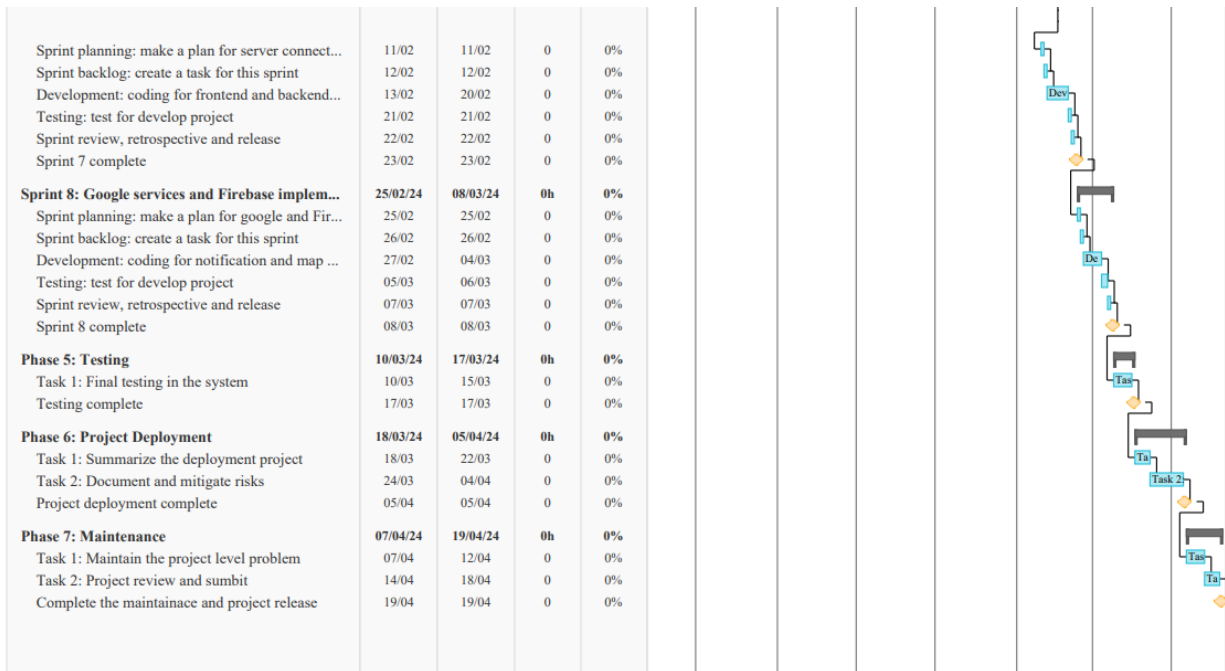 Sprint planning: make a plan for server connect... 11/02 11/02 0 0%
Sprint backlog: create a task for this sprint 12/02 12/02 0 0%
Development: coding for frontend and backend... 13/02 20/02 0 0% Dev
Testing: test for develop project 21/02 21/02 0 0%
Sprint review, retrospective and release 22/02 22/02 0 0%
Sprint 7 complete 23/02 23/02 0 0%
Sprint 8: Google services and Firebase implem... 25/02/24 08/03/24 0h 0%
Sprint planning: make a plan for google and Fir... 25/02 25/02 0 0%
Sprint backlog: create a task for this sprint 26/02 26/02 0 0%
Development: coding for notification and map ... 27/02 04/03 0 0% De
Testing: test for develop project 05/03 06/03 0 0%
Sprint review, retrospective and release 07/03 07/03 0 0%
Sprint 8 complete 08/03 08/03 0 0%
Phase 5: Testing 10/03/24 17/03/24 0h 0%
Task 1: Final testing in the system 10/03 15/03 0 0% Tas
Testing complete 17/03 17/03 0 0%
Phase 6: Project Deployment 18/03/24 05/04/24 0h 0%
Task 1: Summarize the deployment project 18/03 22/03 0 0% Ta
Task 2: Document and mitigate risks 24/03 04/04 0 0% Task 2
Project deployment complete 05/04 05/04 0 0%
Phase 7: Maintenance 07/04/24 19/04/24 0h 0%
Task 1: Maintain the project level problem 07/04 12/04 0 0% Tas
Task 2: Project review and sumbit 14/04 18/04 0 0% Ta
Complete the maintainace and project release 19/04 19/04 0 0%